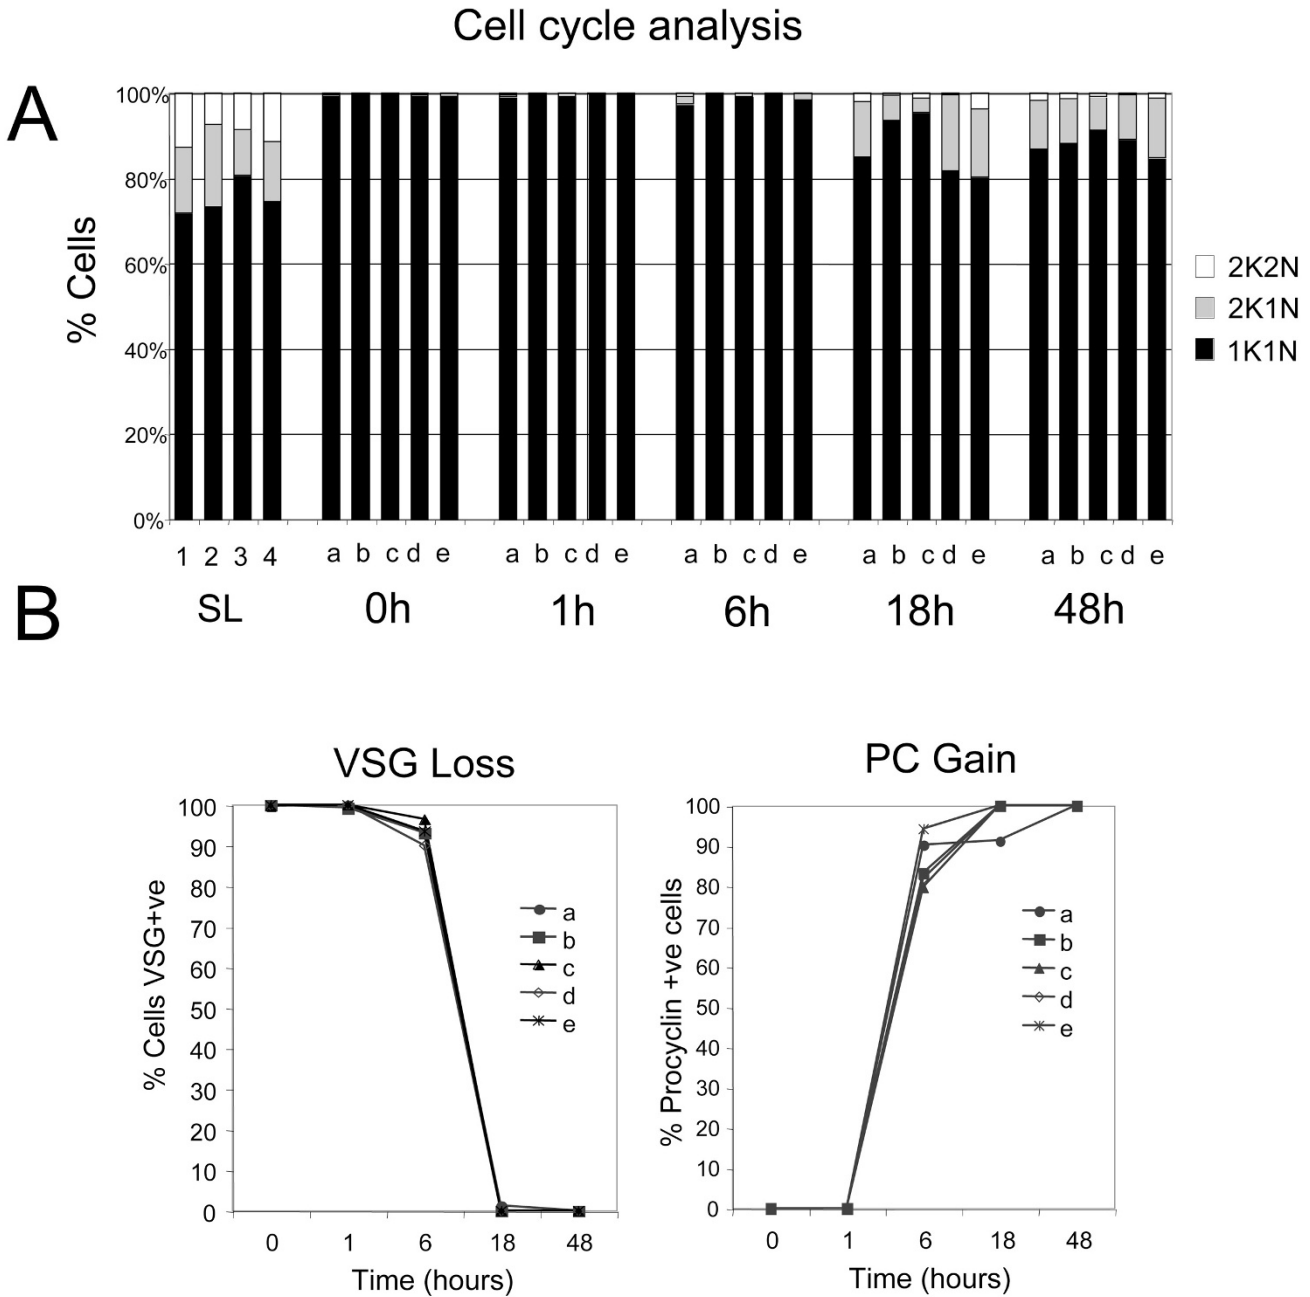 Cell cycle analysis
A
100%
80%
60%
40%
20%
0%
% Cells
2K2N
2K1N
1K1N
1 2 3 4 a b c d e a b c d e a b c d e a b c d e a b c d e
SL 0h 1h 6h 18h 48h
B
VSG Loss
100
90
80
70
60
50
40
30
20
10
0
% Cells VSG+ve
a
b
c
d
e
0 1 6 18 48
Time (hours)
PC Gain
100
90
80
70
60
50
40
30
20
10
0
% Procyclin +ve cells
a
b
c
d
e
0 1 6 18 48
Time (hours)